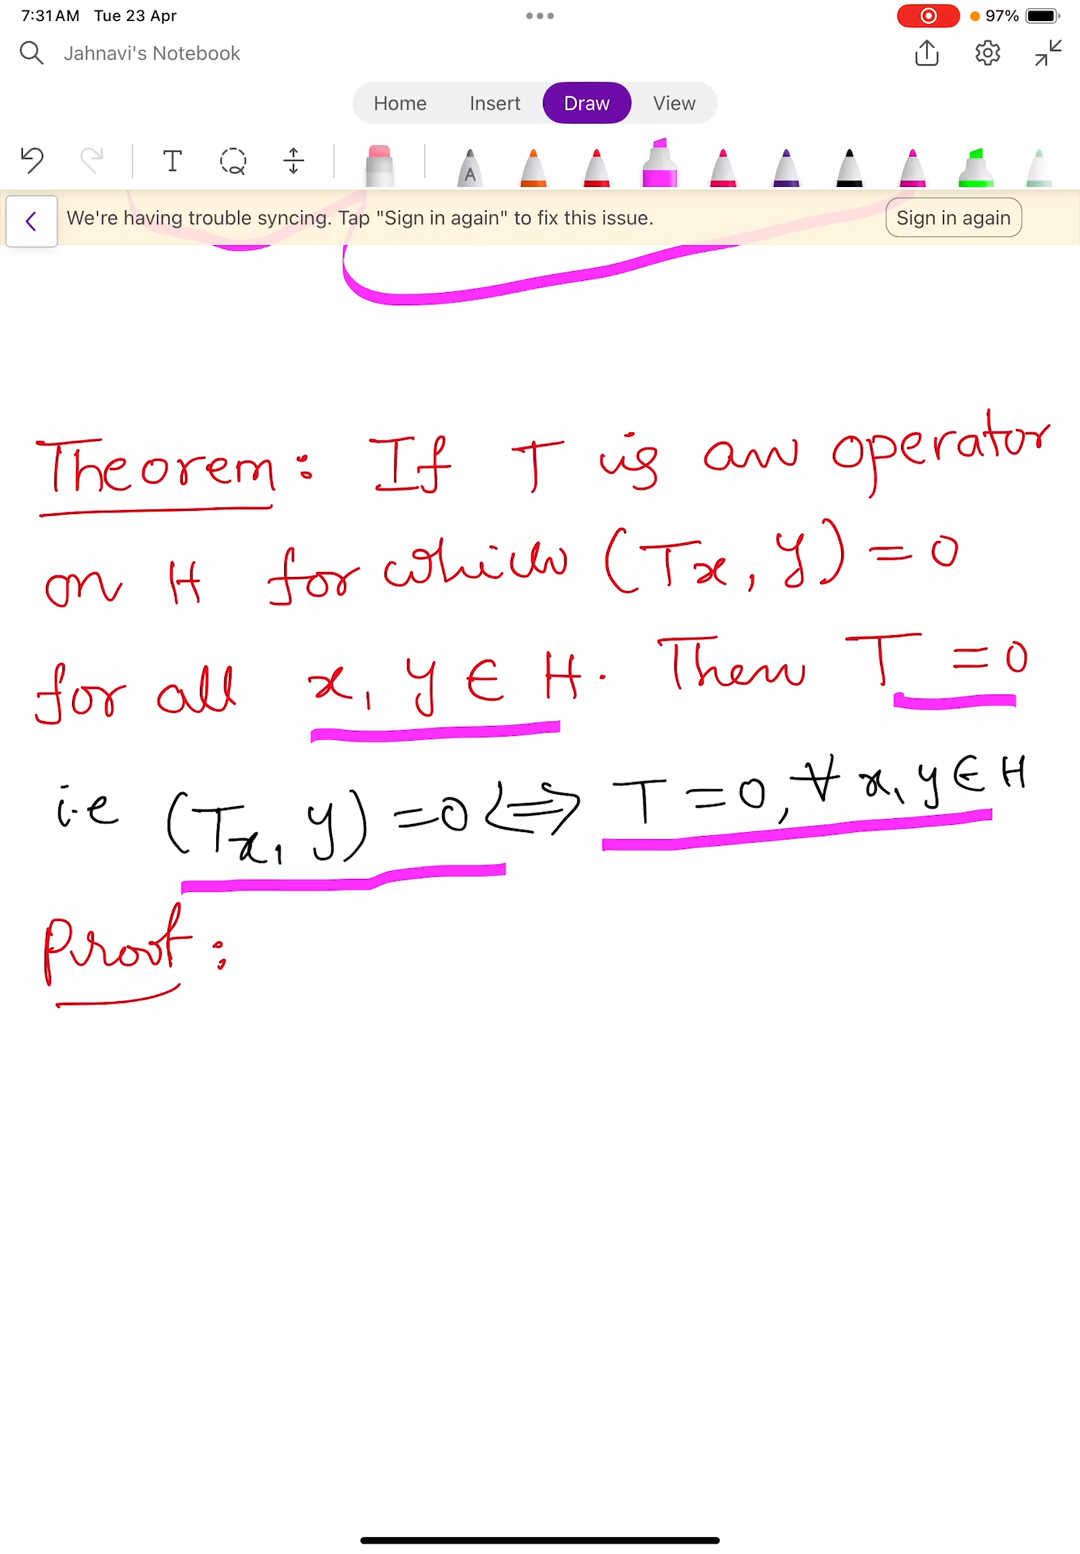 7:31 AM Tue 23 Apr
97%
Jahnavi's Notebook
Home Insert Draw View
T
A
We're having trouble syncing. Tap "Sign in again" to fix this issue.
Sign in again
Theorem : If T is an operator
on H for which (Tx, y) = 0
for all x, y ∈ H. Then T = 0
i.e (Tx, y) = 0 <=> T = 0, ∀ x, y ∈ H
Proof :